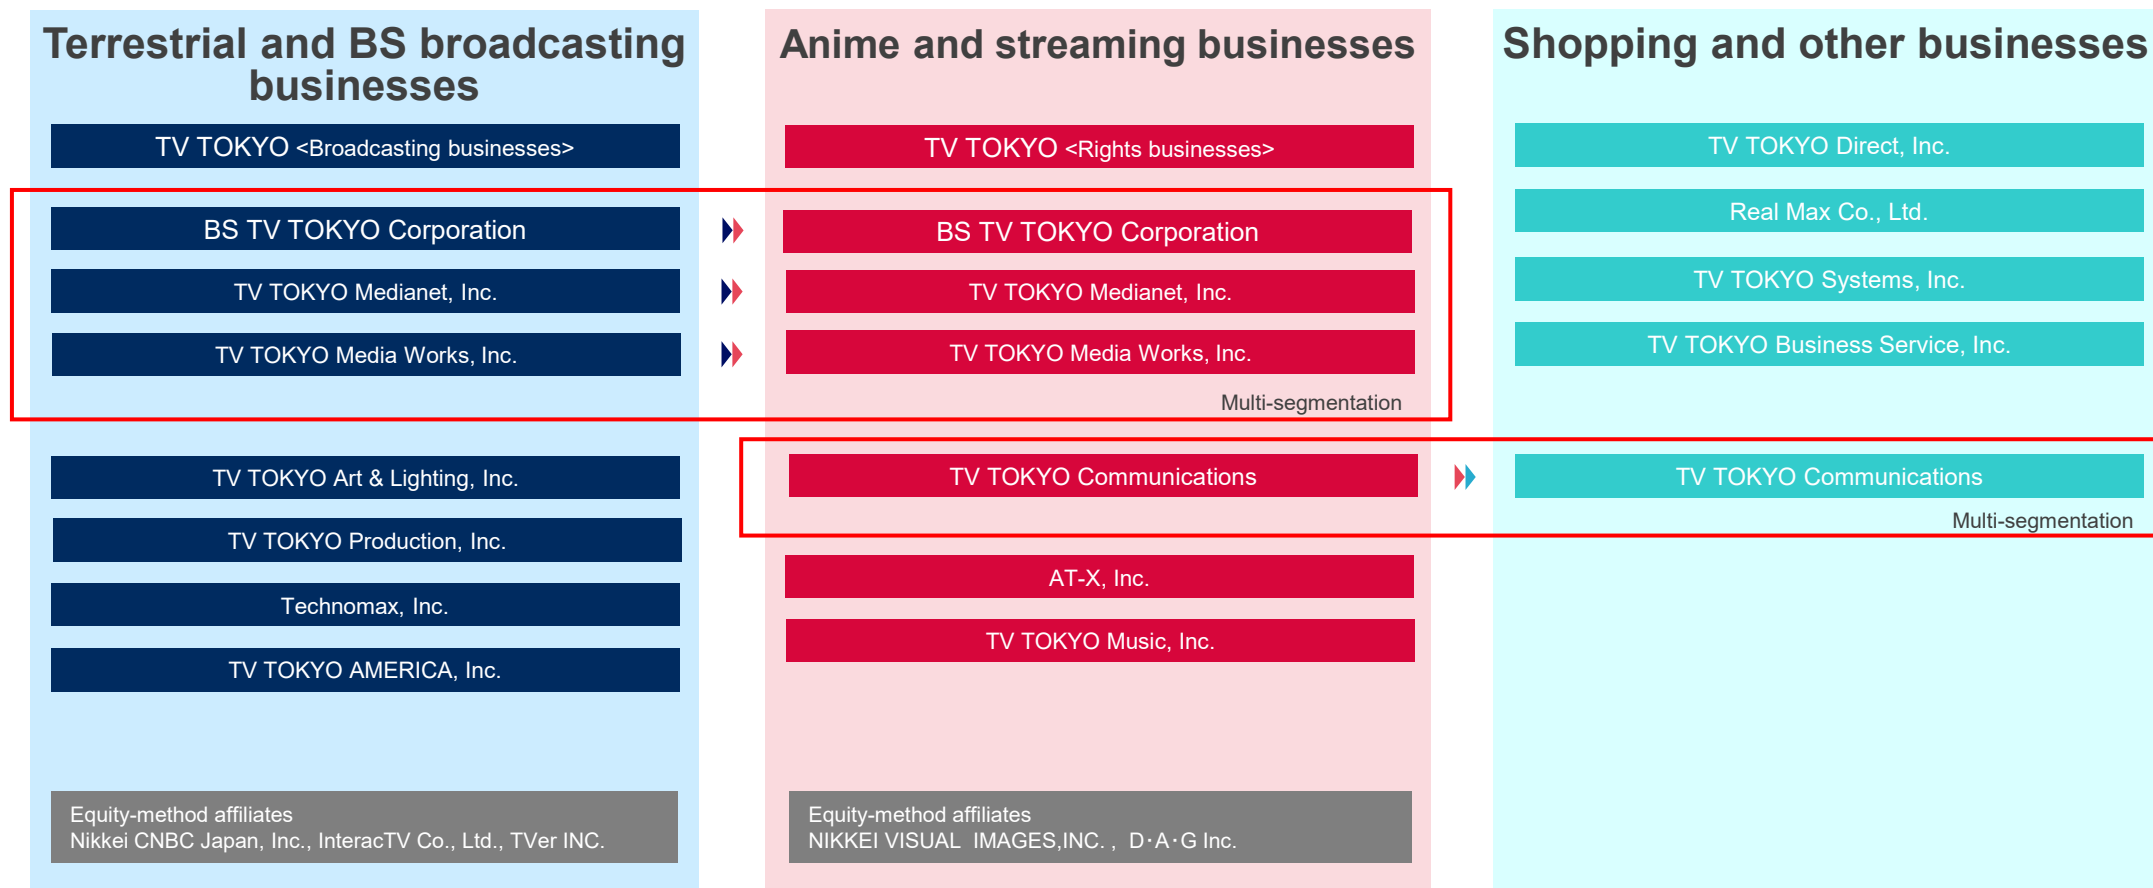 Terrestrial and BS broadcasting
businesses
TV TOKYO <Broadcasting businesses>
BS TV TOKYO Corporation
TV TOKYO Medianet, Inc.
TV TOKYO Media Works, Inc.
TV TOKYO Art & Lighting, Inc.
TV TOKYO Production, Inc.
Technomax, Inc.
TV TOKYO AMERICA, Inc.
Equity-method affiliates
Nikkei CNBC Japan, Inc., InteracTV Co., Ltd., TVer INC.
Anime and streaming businesses
TV TOKYO <Rights businesses>
BS TV TOKYO Corporation
TV TOKYO Medianet, Inc.
TV TOKYO Media Works, Inc.
Multi-segmentation
TV TOKYO Communications
AT-X, Inc.
TV TOKYO Music, Inc.
Equity-method affiliates
NIKKEI VISUAL IMAGES,INC. , D・A・G Inc.
Shopping and other businesses
TV TOKYO Direct, Inc.
Real Max Co., Ltd.
TV TOKYO Systems, Inc.
TV TOKYO Business Service, Inc.
TV TOKYO Communications
Multi-segmentation